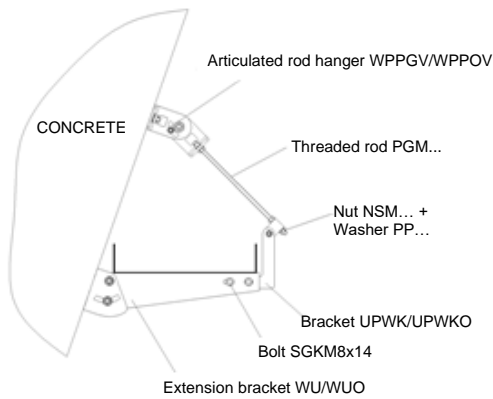 Articulated rod hanger WPPGV/WPPOV
CONCRETE
Threaded rod PGM...
Nut NSM… +
Washer PP…
Bracket UPWK/UPWKO
Bolt SGKM8x14
Extension bracket WU/WUO